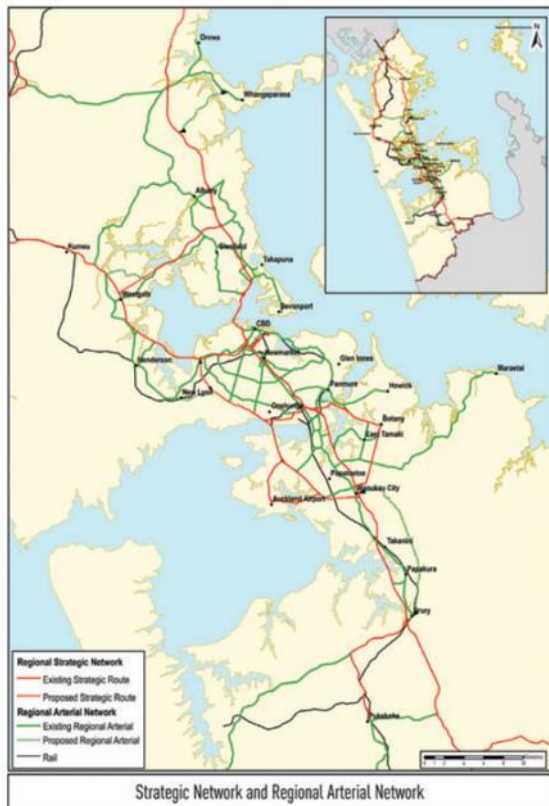 Orewa
Whangaparaoa
N
Albany
Kumeu
Glenfield
Takapuna
Westgate
Devonport
CBD
Newmarket
Henderson
Glen Innes
Panmure
Howick
Maraetai
New Lynn
Onehunga
Botany
East Tamaki
Papatoetoe
Manukau City
Auckland Airport
Takanini
Papakura
Drury
Pukekohe
Regional Strategic Network
Existing Strategic Route
Proposed Strategic Route
Regional Arterial Network
Existing Regional Arterial
Proposed Regional Arterial
Rail
Strategic Network and Regional Arterial Network